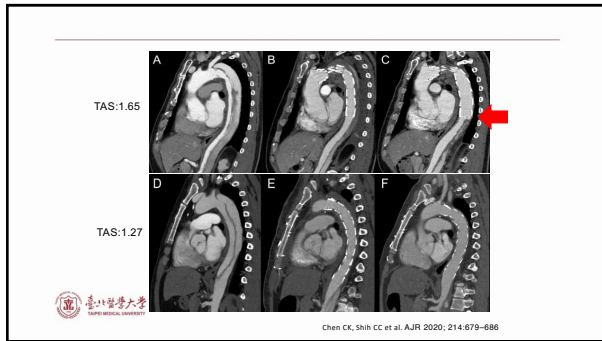 A B C
TAS:1.65
D E F
TAS:1.27
臺北醫學大學
TAIPEI MEDICAL UNIVERSITY
Chen CK, Shih CC et al. AJR 2020; 214:679–686